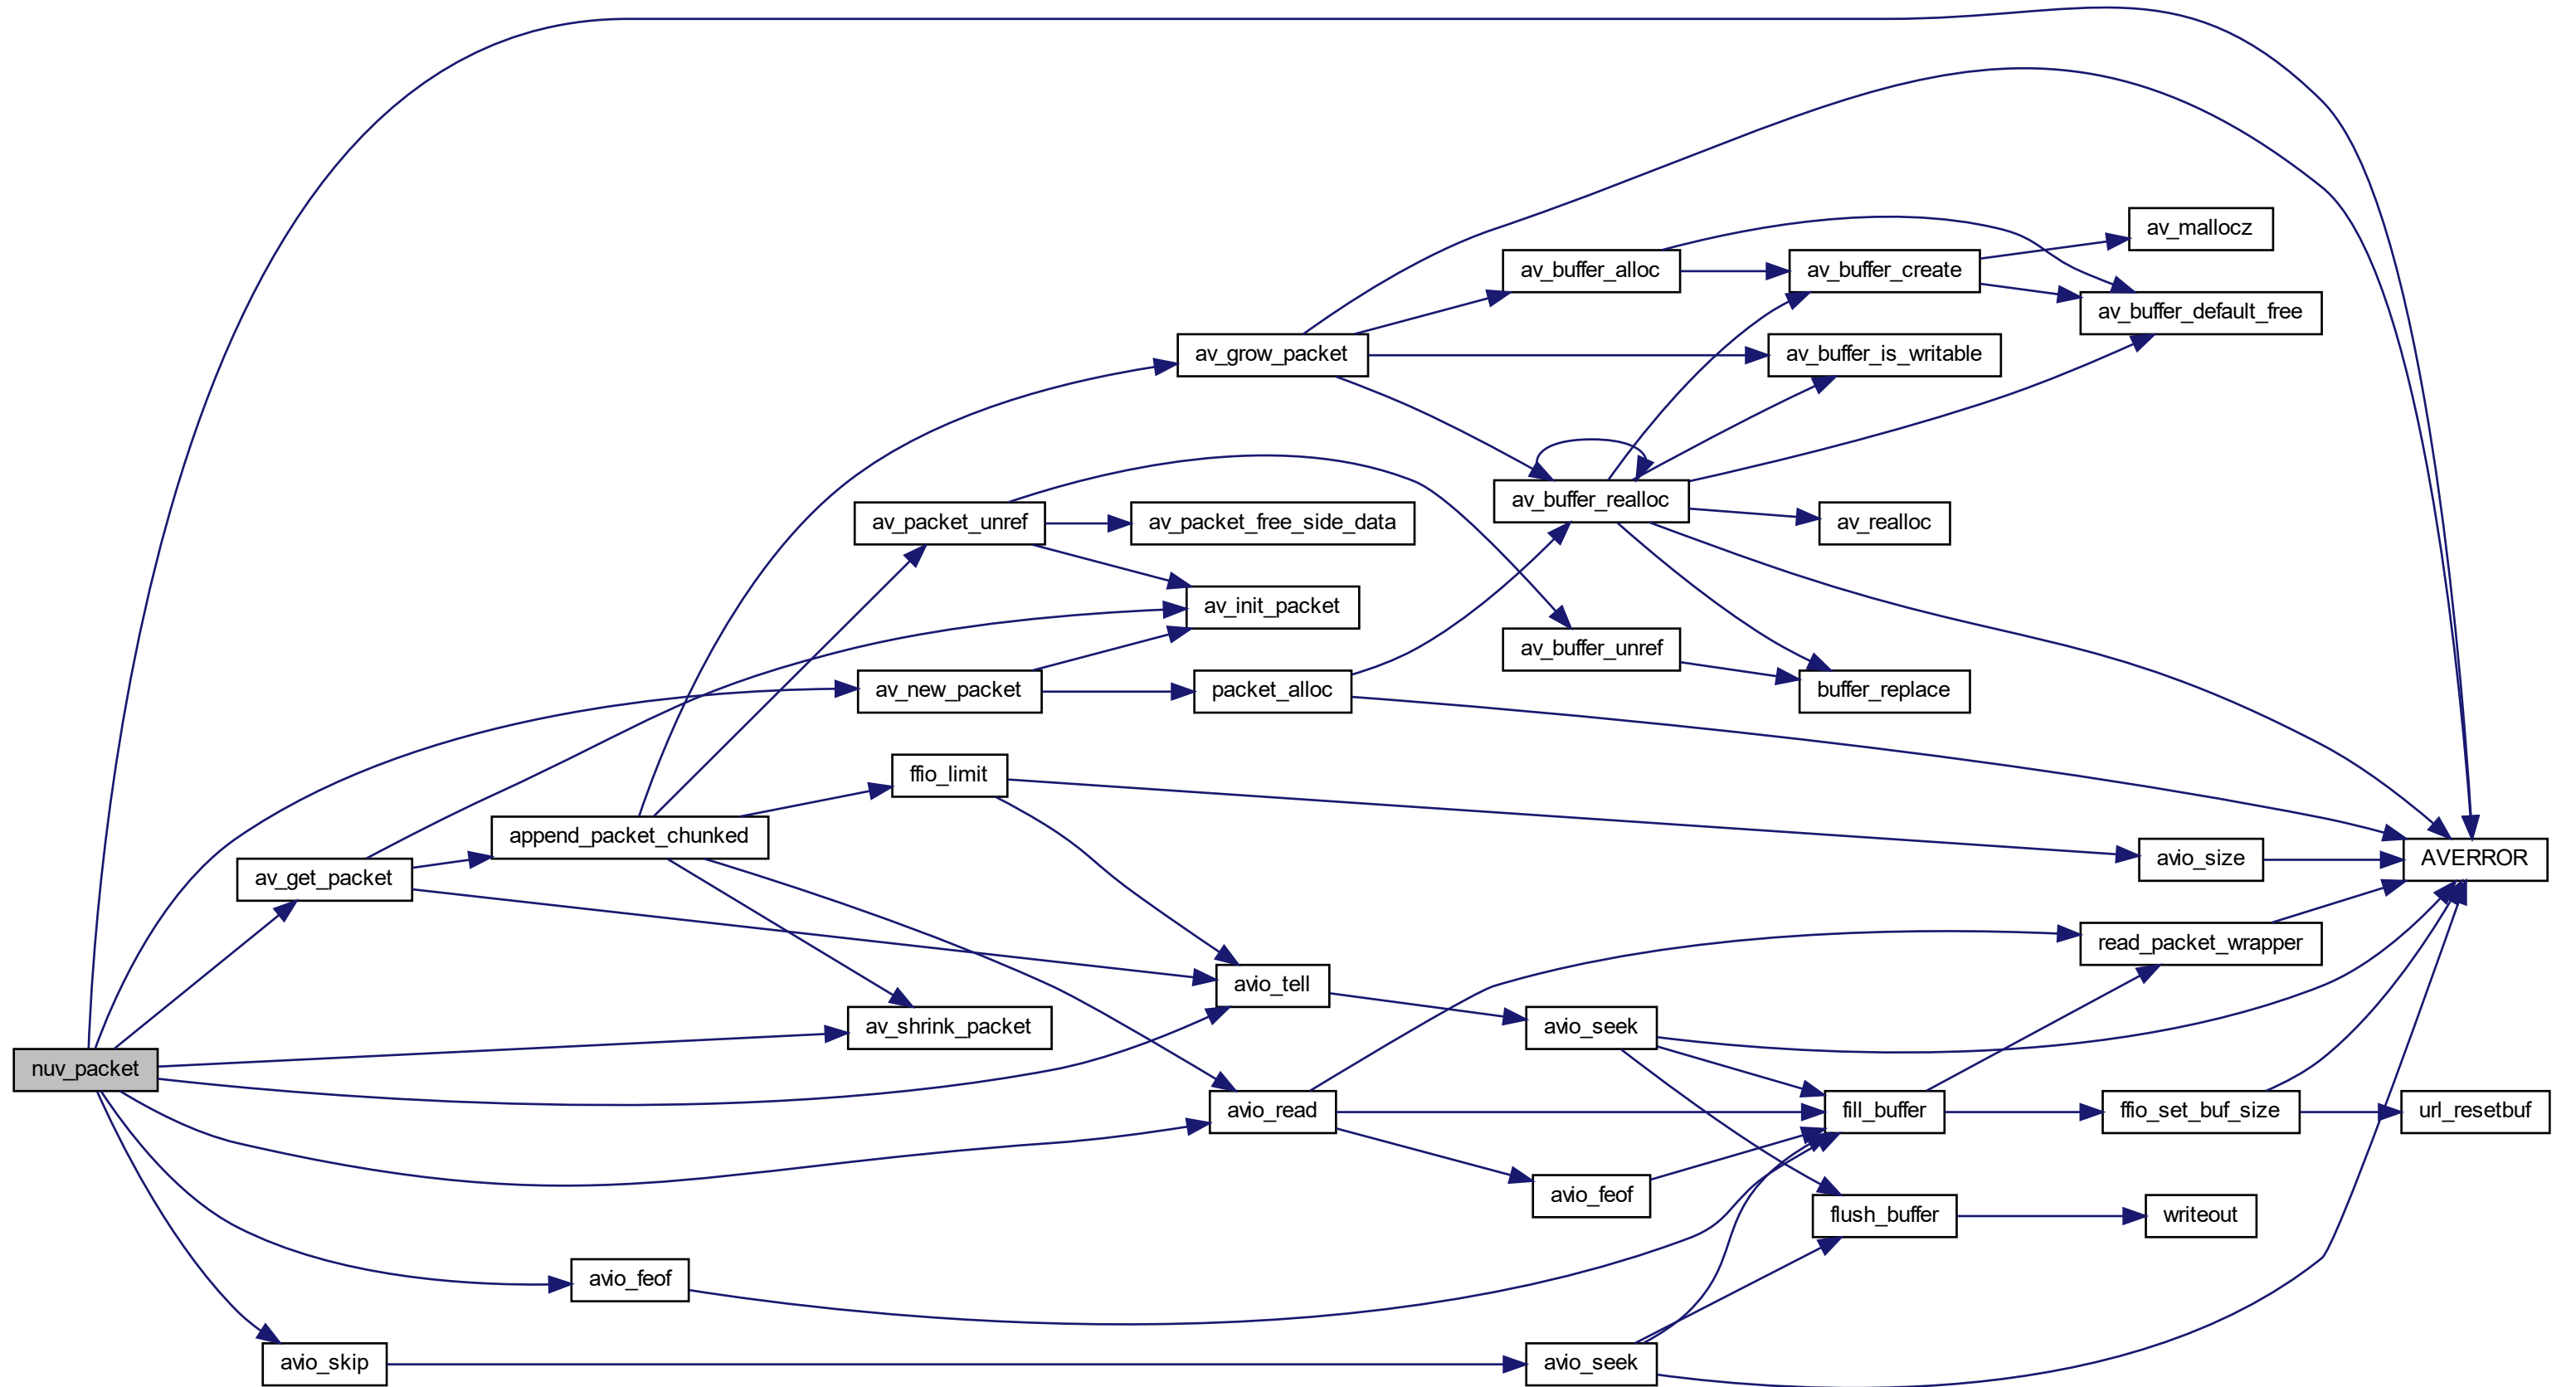 av_mallocz
av_buffer_alloc
av_buffer_create
av_buffer_default_free
av_grow_packet
av_buffer_is_writable
av_buffer_realloc
av_packet_unref
av_packet_free_side_data
av_realloc
av_init_packet
av_buffer_unref
av_new_packet
packet_alloc
buffer_replace
ffio_limit
append_packet_chunked
avio_size
AVERROR
av_get_packet
read_packet_wrapper
avio_tell
av_shrink_packet
avio_seek
nuv_packet
avio_read
fill_buffer
ffio_set_buf_size
url_resetbuf
avio_feof
flush_buffer
writeout
avio_feof
avio_skip
avio_seek